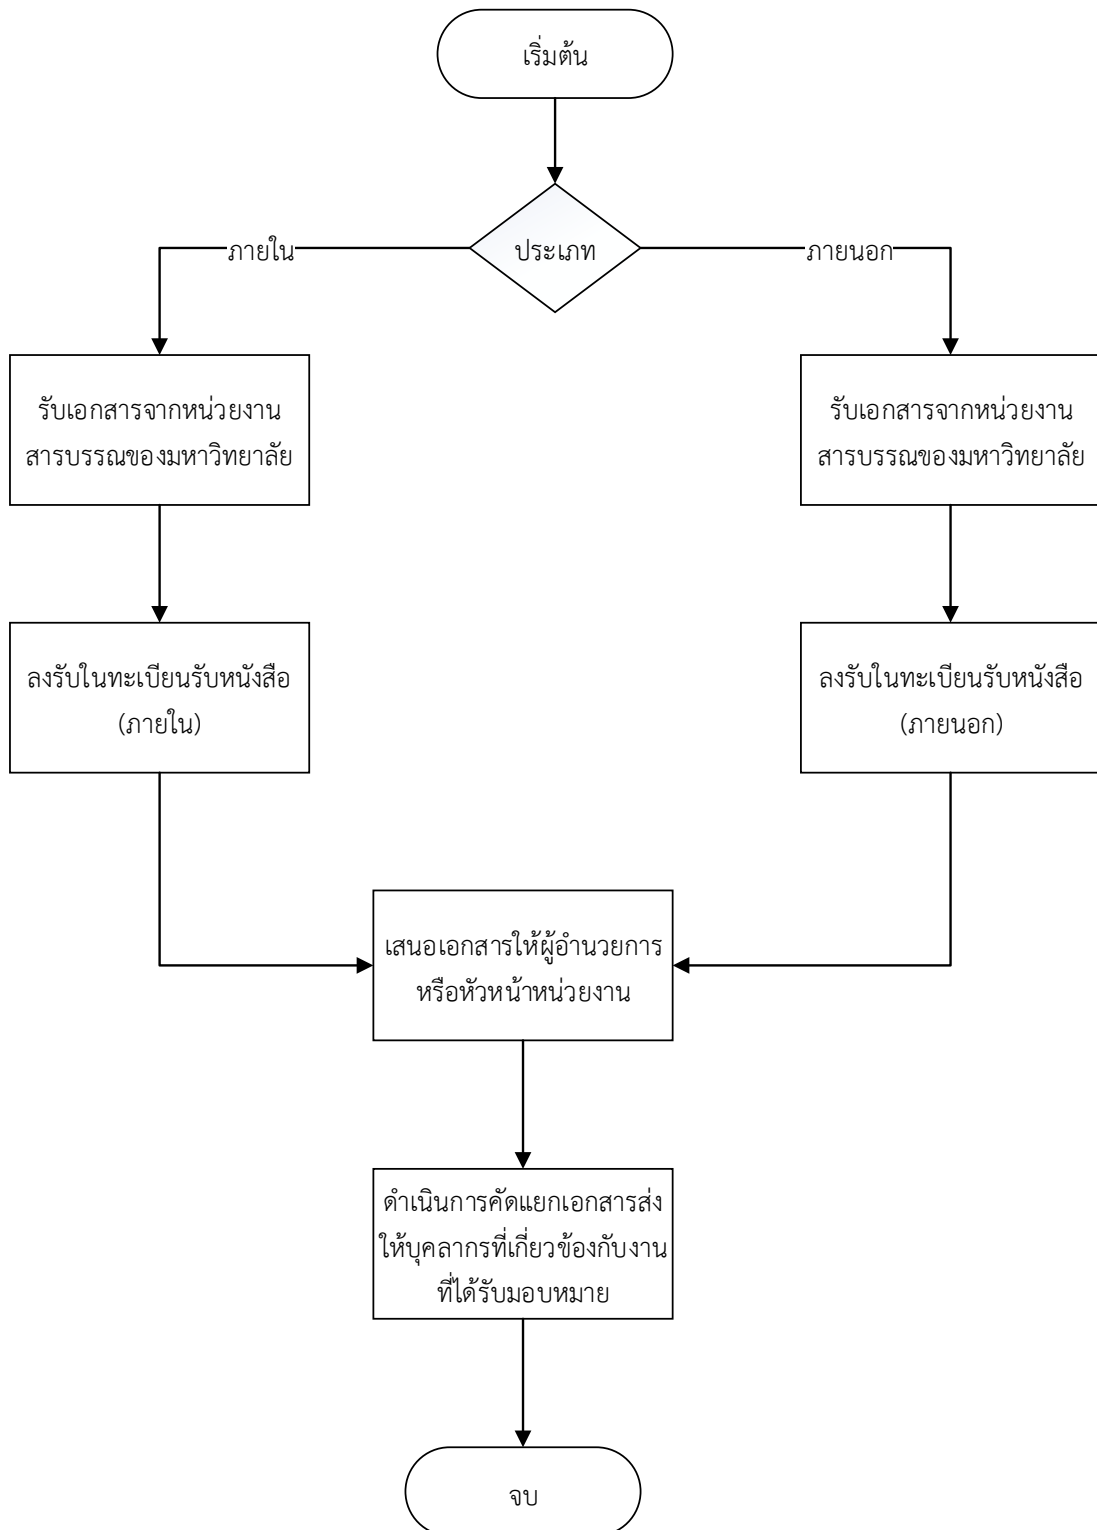 เริ่มต้น
ประเภท
ภายใน
ภายนอก
รับเอกสารจากหน่วยงาน
สารบรรณของมหาวิทยาลัย
รับเอกสารจากหน่วยงาน
สารบรรณของมหาวิทยาลัย
ลงรับในทะเบียนรับหนังสือ
(ภายใน)
ลงรับในทะเบียนรับหนังสือ
(ภายนอก)
เสนอเอกสารให้ผู้อำนวยการ
หรือหัวหน้าหน่วยงาน
ดำเนินการคัดแยกเอกสารส่ง
ให้บุคลากรที่เกี่ยวข้องกับงาน
ที่ได้รับมอบหมาย
จบ